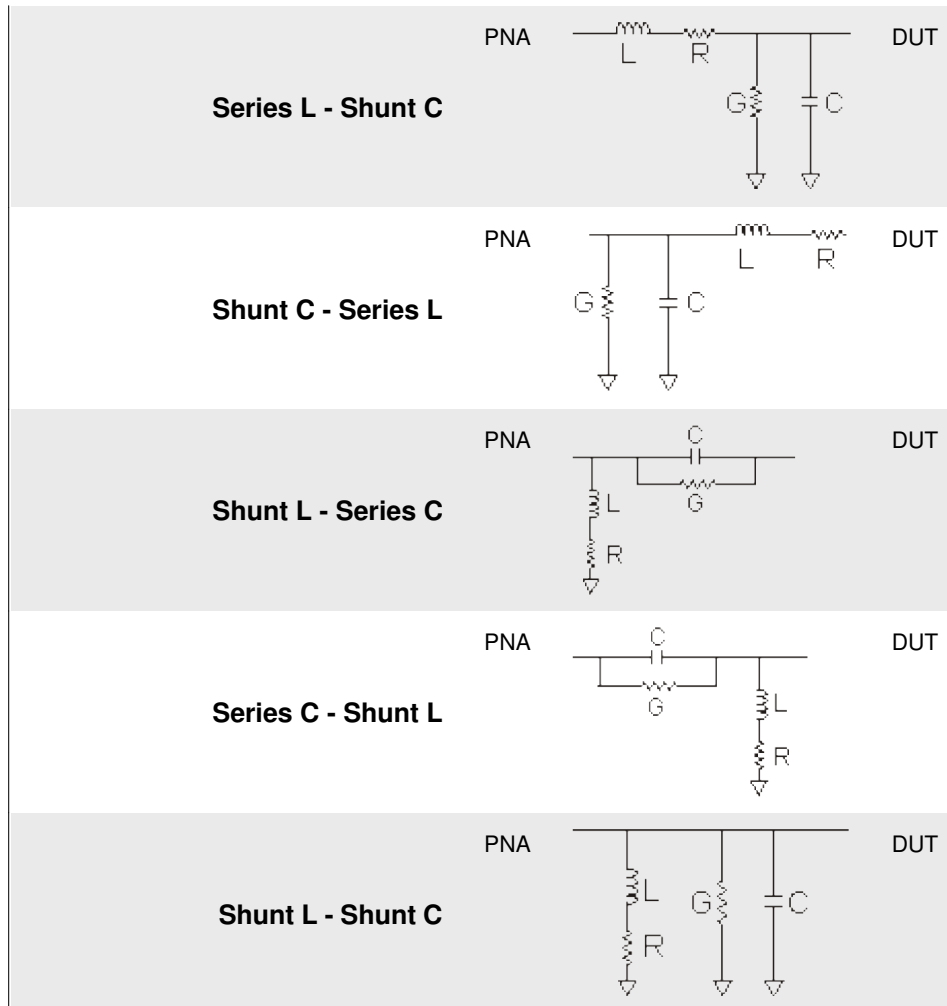 PNA DUT
L R
Series L - Shunt C
G C
PNA DUT
L R
Shunt C - Series L
G C
PNA DUT
C
Shunt L - Series C
L
G
R
PNA DUT
C
Series C - Shunt L
G
L
R
PNA DUT
Shunt L - Shunt C
L G C
R